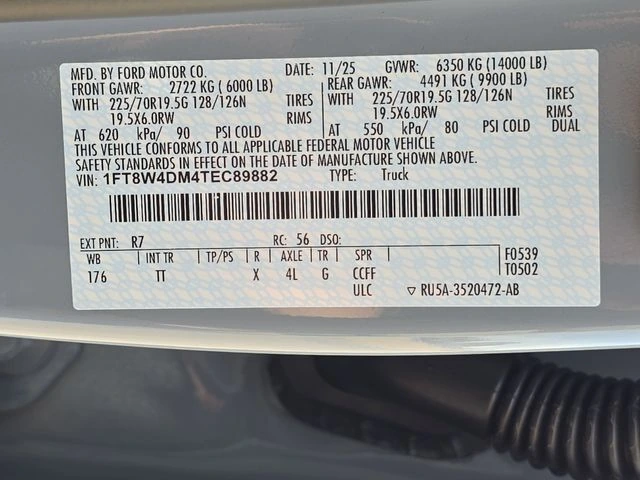 MFD. BY FORD MOTOR CO. DATE: 11/25 GVWR: 6350 KG (14000 LB)
FRONT GAWR: 2722 KG (6000 LB) REAR GAWR: 4491 KG (9900 LB)
WITH 225/70R19.5G 128/126N TIRES WITH 225/70R19.5G 128/126N TIRES
19.5X6.0RW RIMS 19.5X6.0RW RIMS
AT 620 kPa/ 90 PSI COLD AT 550 kPa/ 80 PSI COLD DUAL
THIS VEHICLE CONFORMS TO ALL APPLICABLE FEDERAL MOTOR VEHICLE
SAFETY STANDARDS IN EFFECT ON THE DATE OF MANUFACTURE SHOWN ABOVE.
VIN: 1FT8W4DM4TEC89882 TYPE: Truck
EXT PNT: R7 RC: 56 DSO:
WB INT TR TP/PS R AXLE TR SPR F0539
176 TT X 4L G CCFF T0502
ULC ▽ RU5A-3520472-AB